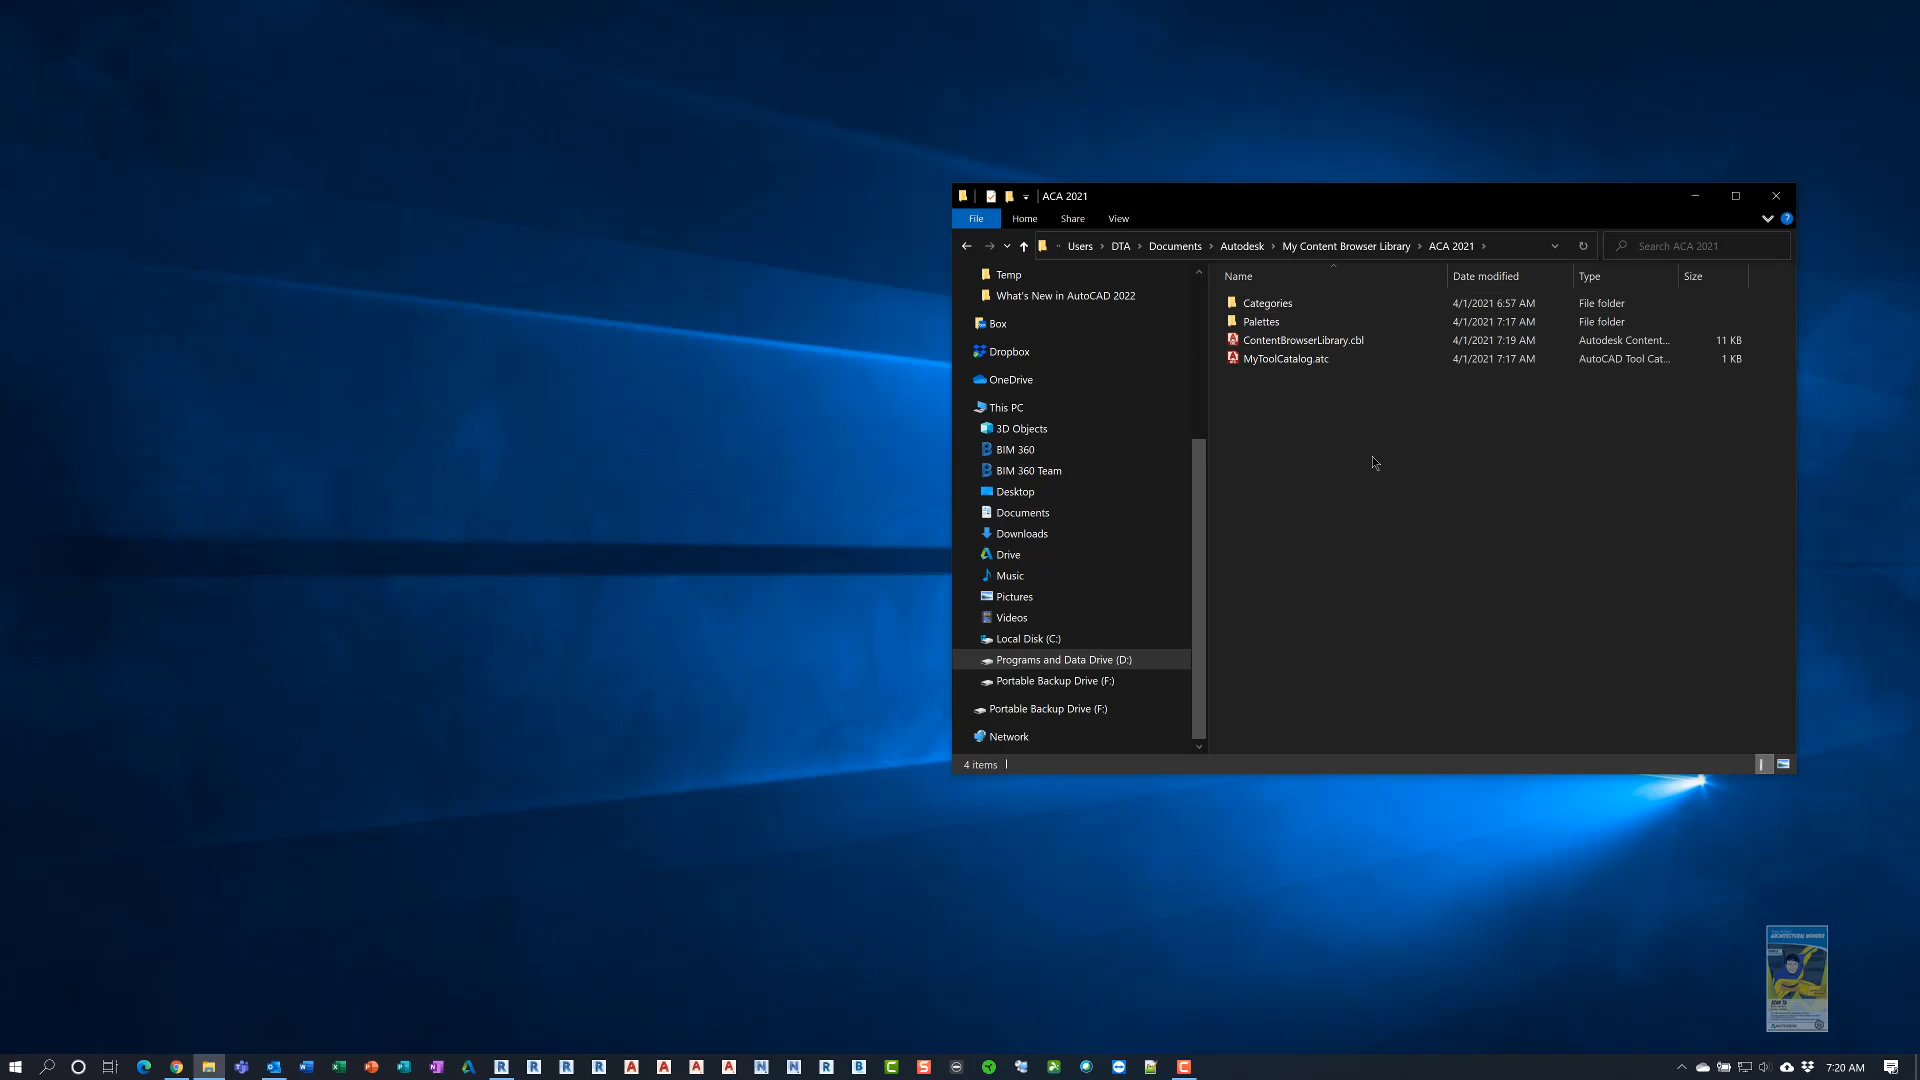 ACA 2021
File Home Share View
Users DTA Documents Autodesk My Content Browser Library ACA 2021
Search ACA 2021
Temp
What's New in AutoCAD 2022
Box
Dropbox
OneDrive
This PC
3D Objects
BIM 360
BIM 360 Team
Desktop
Documents
Downloads
Drive
Music
Pictures
Videos
Local Disk (C:)
Programs and Data Drive (D:)
Portable Backup Drive (F:)
Portable Backup Drive (F:)
Network
Name Date modified Type Size
Categories 4/1/2021 6:57 AM File folder
Palettes 4/1/2021 7:17 AM File folder
ContentBrowserLibrary.cbl 4/1/2021 7:19 AM Autodesk Content... 11 KB
MyToolCatalog.atc 4/1/2021 7:17 AM AutoCAD Tool Cat... 1 KB
4 items
ARCHITECTURAL WONDER
AUTODESK
7:20 AM